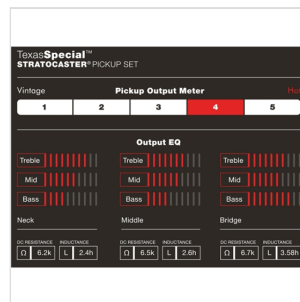 TexasSpecial™
STRATOCASTER® PICKUP SET
Vintage Pickup Output Meter
1 2 3 4 5
Output EQ
Treble Treble Treble
Mid Mid Mid
Bass Bass Bass
Neck Middle Bridge
DC RESISTANCE INDUCTANCE DC RESISTANCE INDUCTANCE DC RESISTANCE INDUCTANCE
Ω 6.2k L 2.4h Ω 6.5k L 2.6h Ω 6.7k L 3.58h